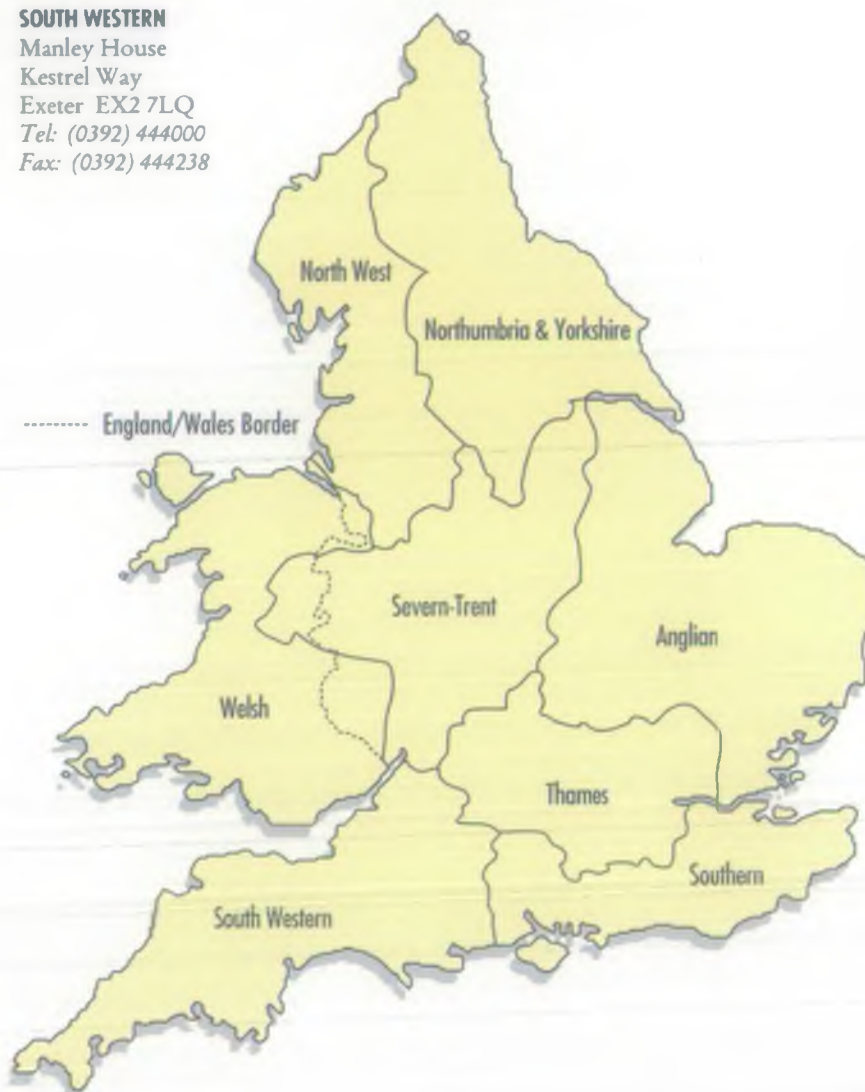 SOUTH WESTERN
Manley House
Kestrel Way
Exeter EX2 7LQ
Tel: (0392) 444000
Fax: (0392) 444238
North West
Northumbria & Yorkshire
England/Wales Border
Severn-Trent
Anglian
Welsh
Thames
Southern
South Western